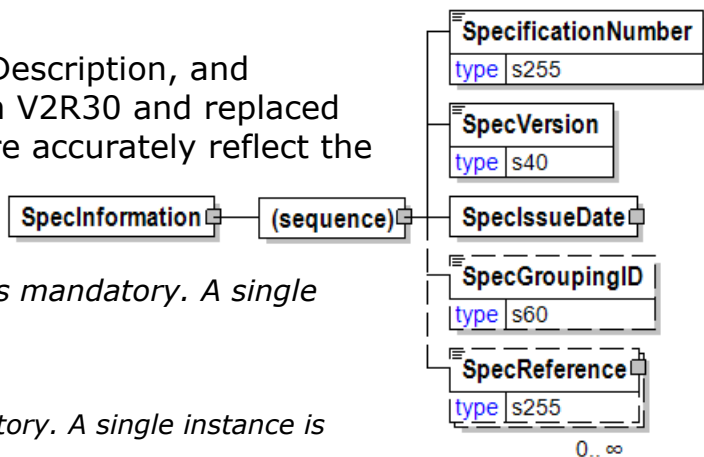 Description, and
V2R30 and replaced
re accurately reflect the
s mandatory. A single
tory. A single instance is
SpecInformation
(sequence)
SpecificationNumber
type s255
SpecVersion
type s40
SpecIssueDate
SpecGroupingID
type s60
SpecReference
type s255
0.. ∞